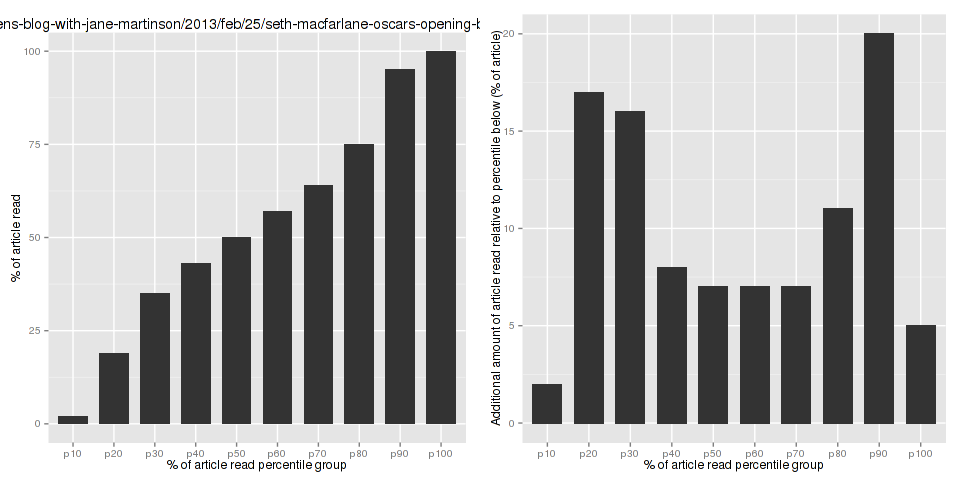 ens-blog-with-jane-martinson/2013/feb/25/seth-macfarlane-oscars-opening-b
% of article read
100
75
50
25
0
p10 p20 p30 p40 p50 p60 p70 p80 p90 p100
% of article read percentile group
Additional amount of article read relative to percentile below (% of article)
20
15
10
5
0
p10 p20 p30 p40 p50 p60 p70 p80 p90 p100
% of article read percentile group